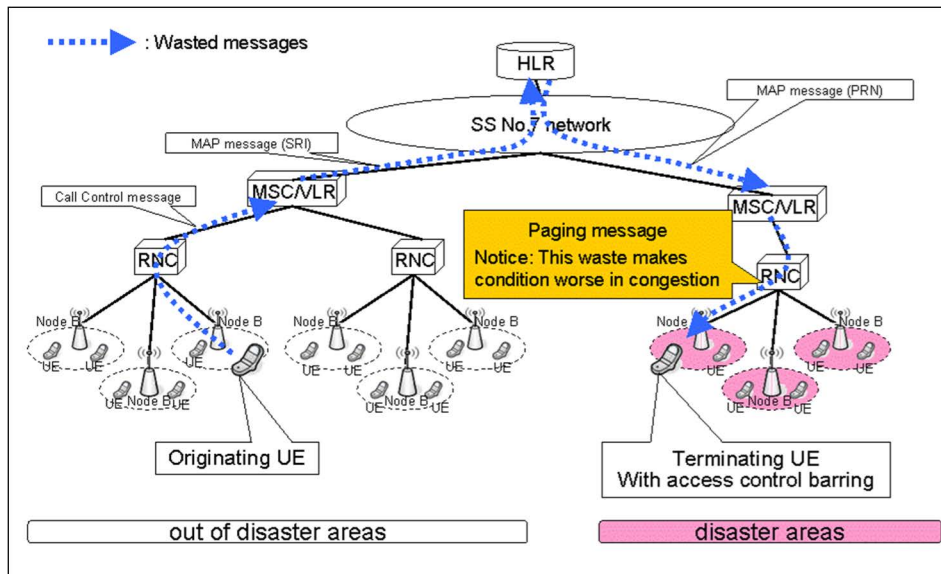 : Wasted messages
HLR
MAP message (PRN)
SS No.7 network
MAP message (SRI)
MSC/VLR
MSC/VLR
Call Control message
Paging message
Notice: This waste makes
condition worse in congestion
RNC
RNC
RNC
Node B
Node B
Node B
Node B
Node B
Node B
UE
UE
UE
UE
UE
UE
UE
UE
UE
UE
UE
UE
Node B
Node B
Node B
UE
UE
UE
UE
Originating UE
Terminating UE
With access control barring
out of disaster areas
disaster areas